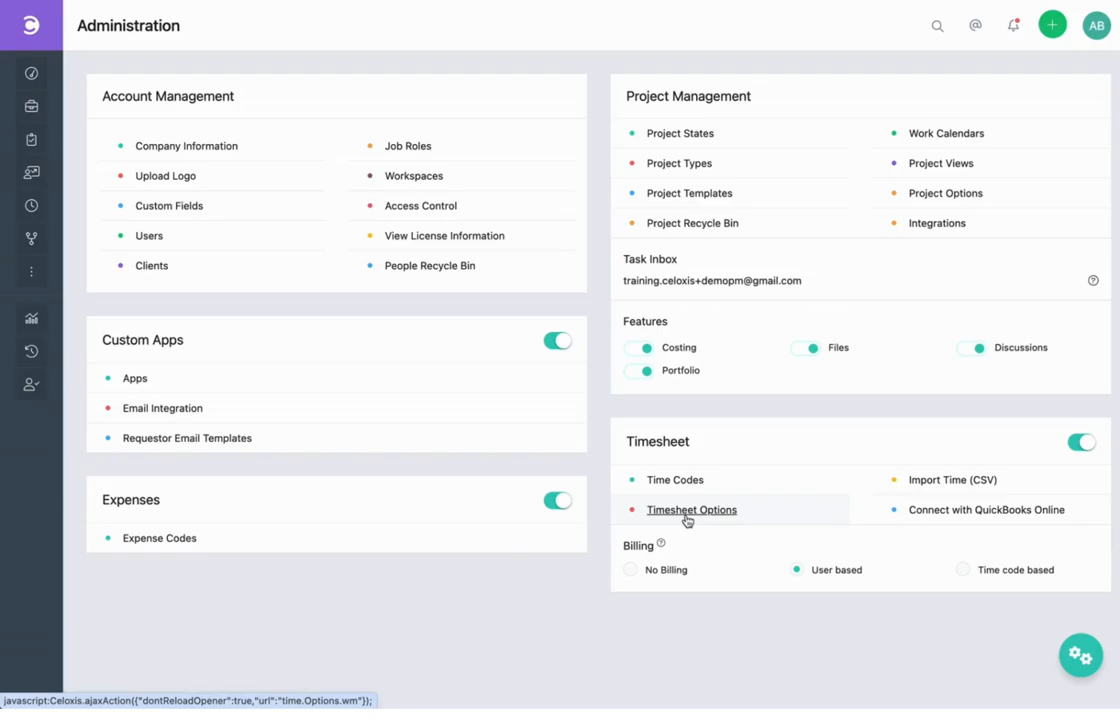 Administration
AB
Account Management
Company Information
Job Roles
Upload Logo
Workspaces
Custom Fields
Access Control
Users
View License Information
Clients
People Recycle Bin
Custom Apps
Apps
Email Integration
Requestor Email Templates
Expenses
Expense Codes
Project Management
Project States
Work Calendars
Project Types
Project Views
Project Templates
Project Options
Project Recycle Bin
Integrations
Task Inbox
training.celoxis+demopm@gmail.com
Features
Costing
Files
Discussions
Portfolio
Timesheet
Time Codes
Import Time (CSV)
Timesheet Options
Connect with QuickBooks Online
Billing
No Billing
User based
Time code based
javascript:Celoxis.ajaxAction({"dontReloadOpener":true,"url":"time.Options.wm"});